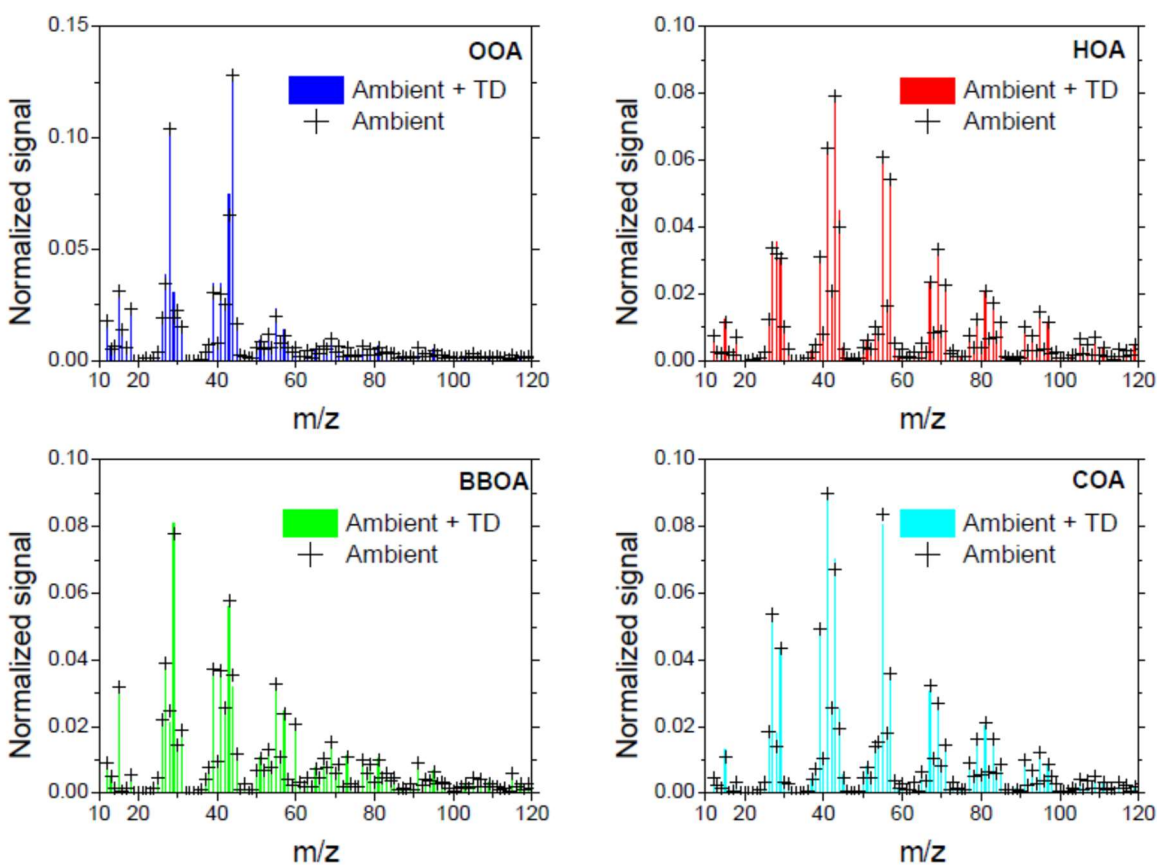 0.15
OOA
Ambient + TD
Ambient
0.10
0.05
0.00
Normalized signal
10 20 40 60 80 100 120
m/z
0.10
HOA
Ambient + TD
Ambient
0.08
0.06
0.04
0.02
0.00
Normalized signal
10 20 40 60 80 100 120
m/z
0.10
BBOA
Ambient + TD
Ambient
0.08
0.06
0.04
0.02
0.00
Normalized signal
10 20 40 60 80 100 120
m/z
0.10
COA
Ambient + TD
Ambient
0.08
0.06
0.04
0.02
0.00
Normalized signal
10 20 40 60 80 100 120
m/z